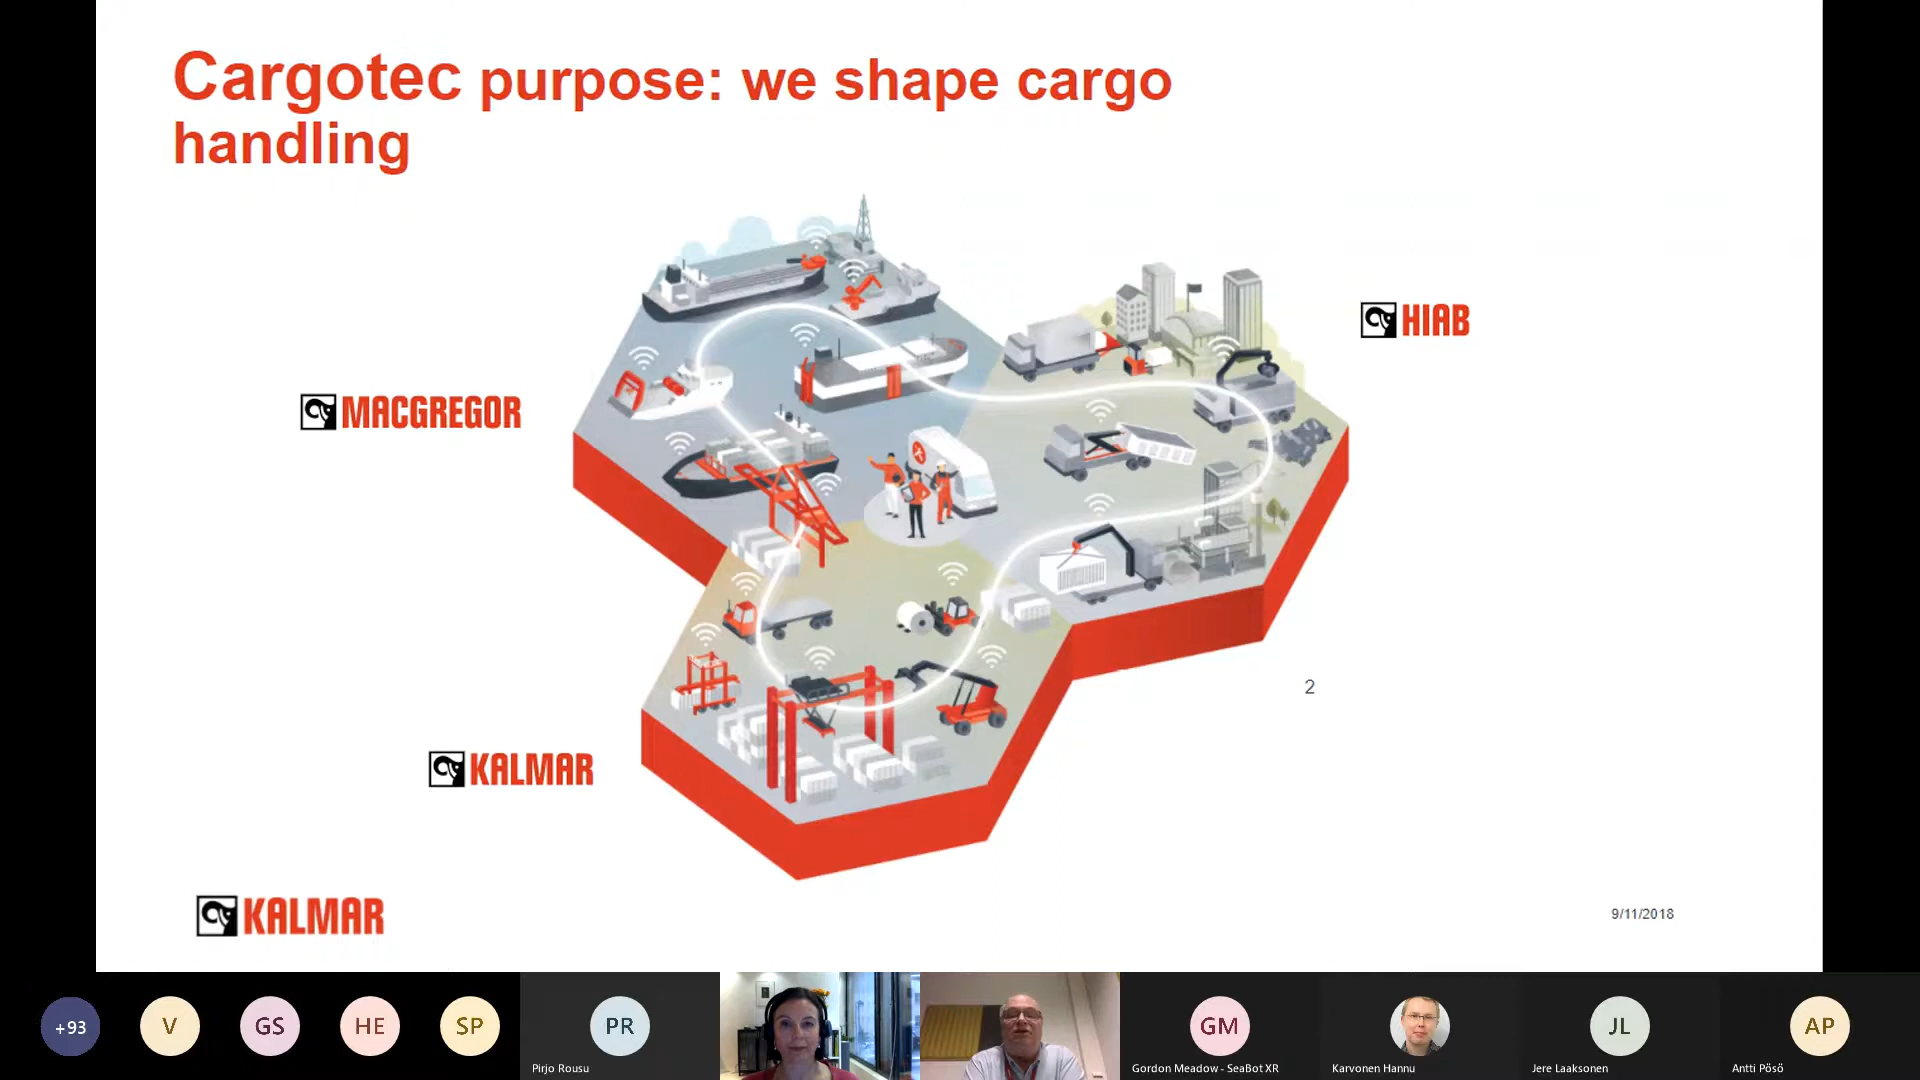 Cargotec purpose: we shape cargo
handling
HIAB
MACGREGOR
2
KALMAR
KALMAR
9/11/2018
+93
V
GS
HE
SP
PR
GM
JL
AP
Pirjo Rousu
Gordon Meadow - SeaBot XR
Karvonen Hannu
Jere Laaksonen
Antti Pösö